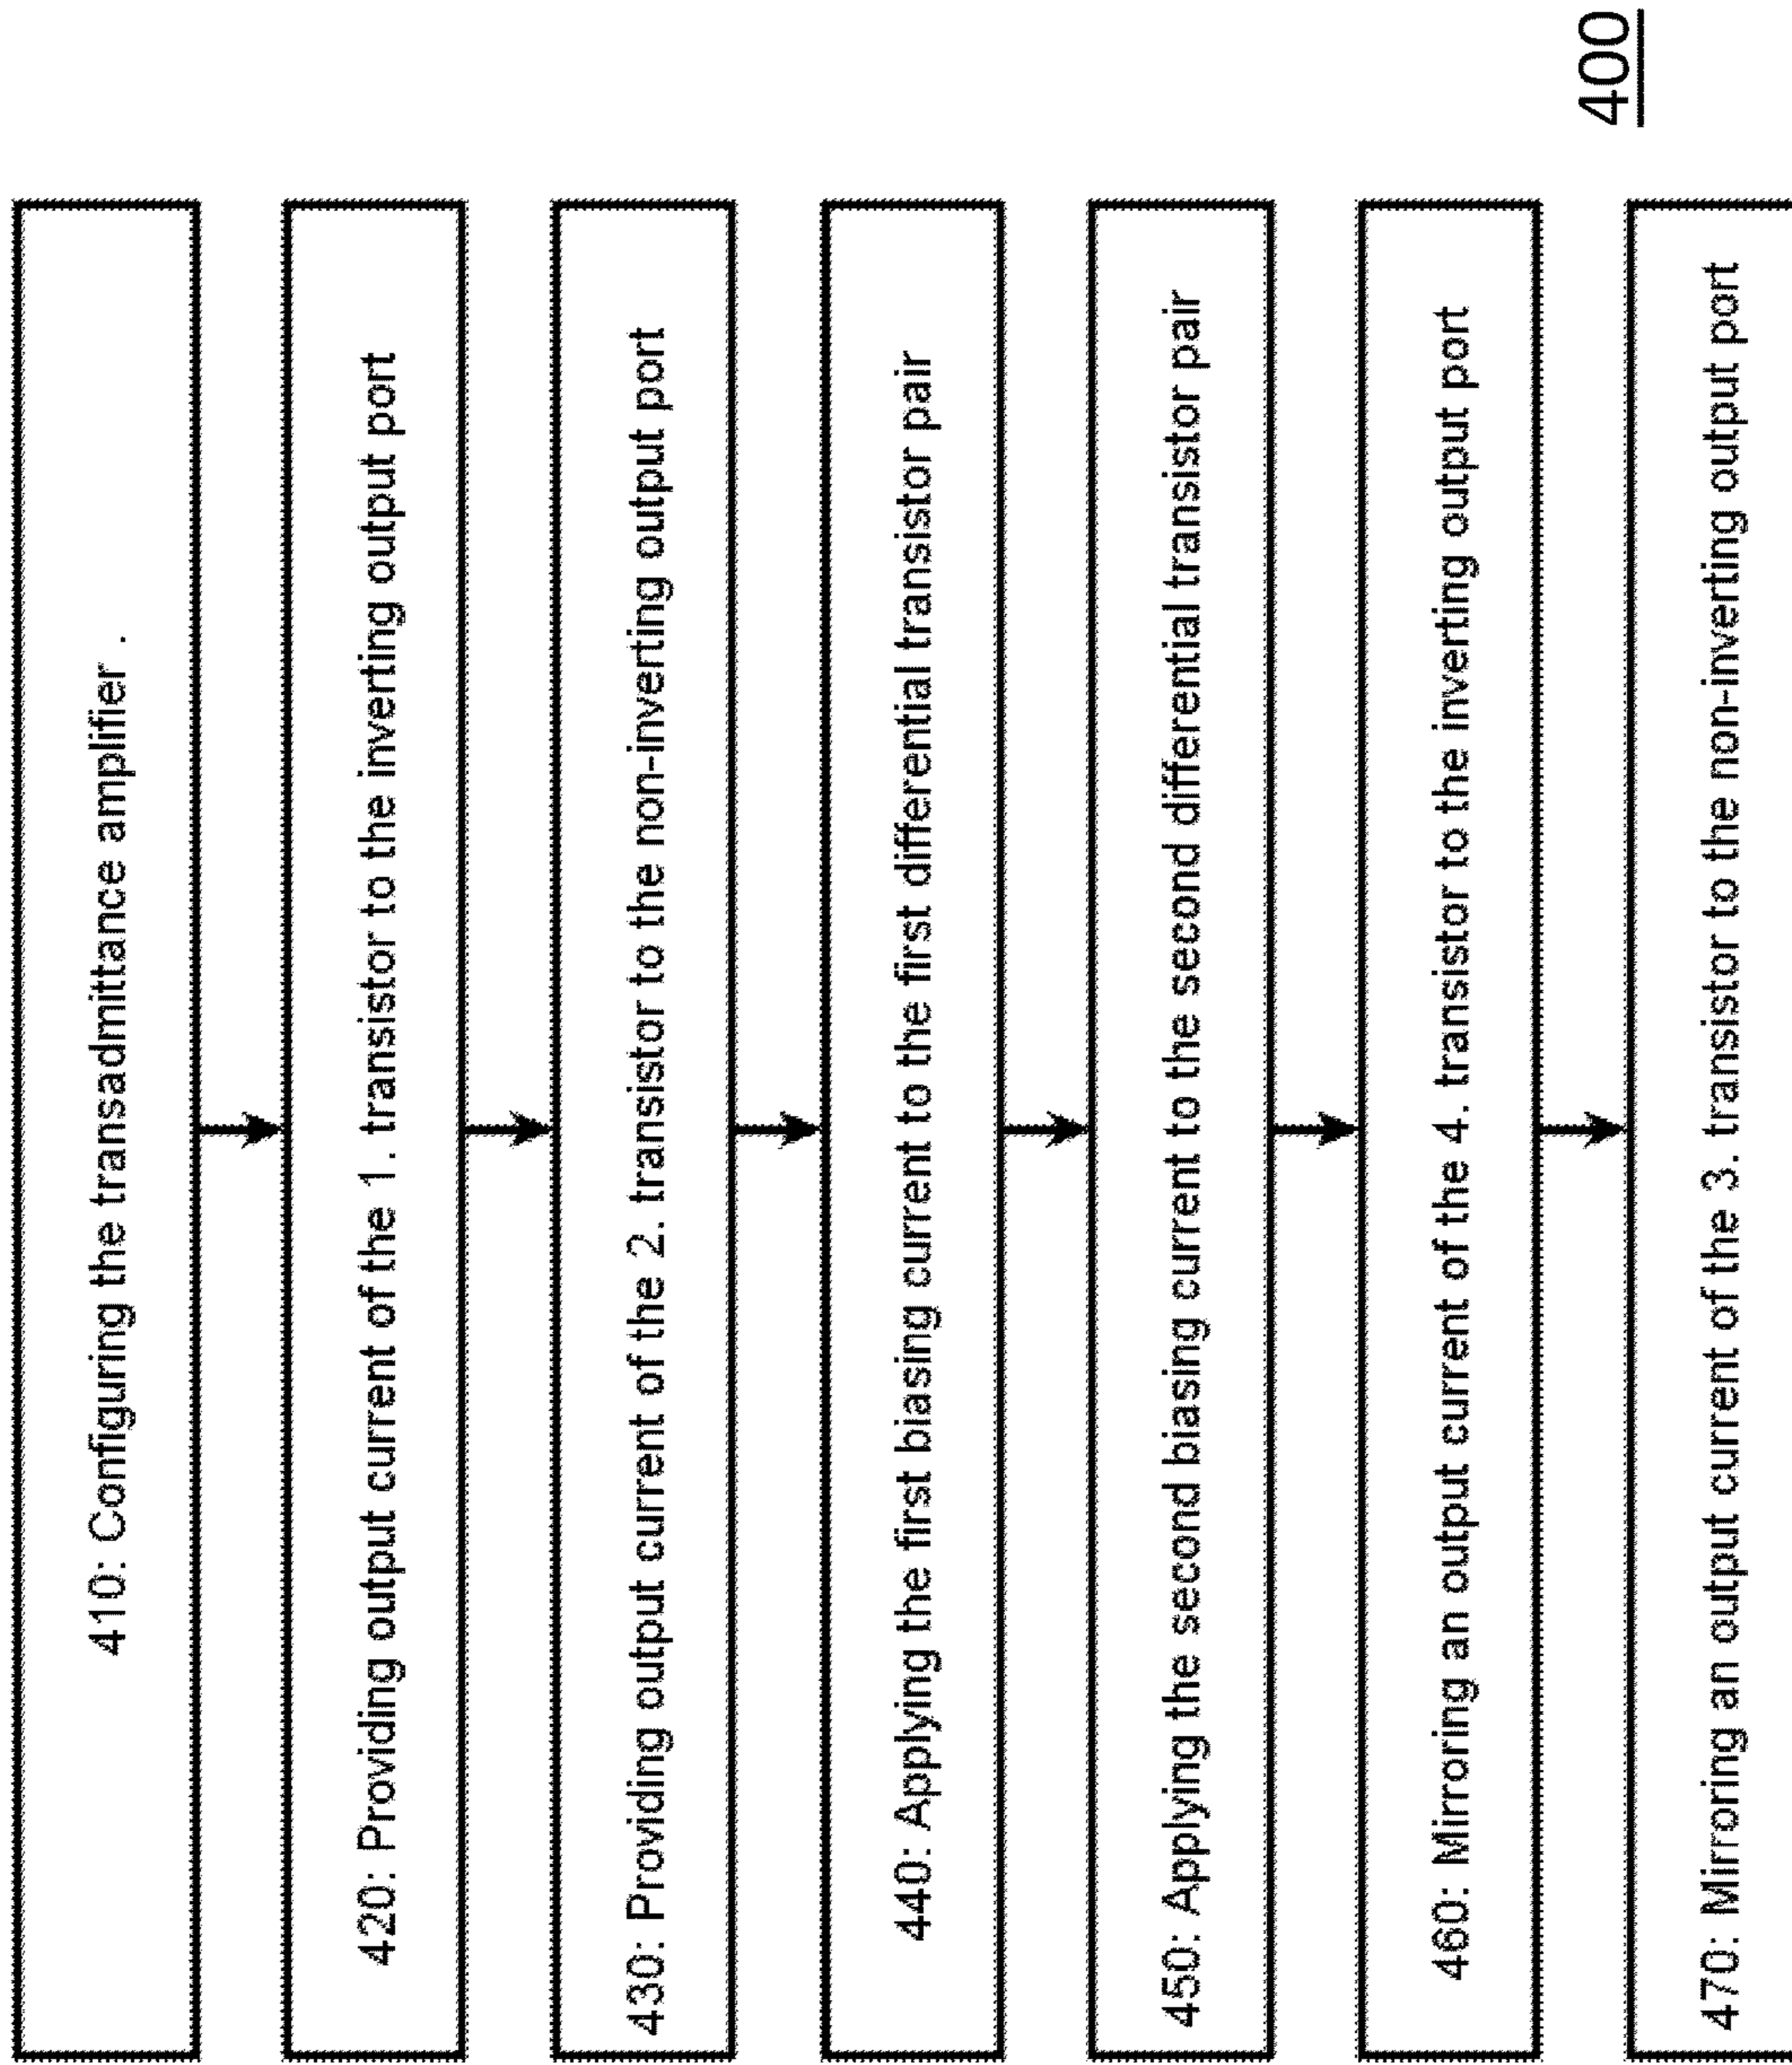 410: Configuring the transadmittance amplifier .
420: Providing output current of the 1. transistor to the inverting output port
430: Providing output current of the 2. transistor to the non-inverting output port
440: Applying the first biasing current to the first differential transistor pair
450: Applying the second biasing current to the second differential transistor pair
460: Mirroring an output current of the 4. transistor to the inverting output port
470: Mirroring an output current of the 3. transistor to the non-inverting output port
400